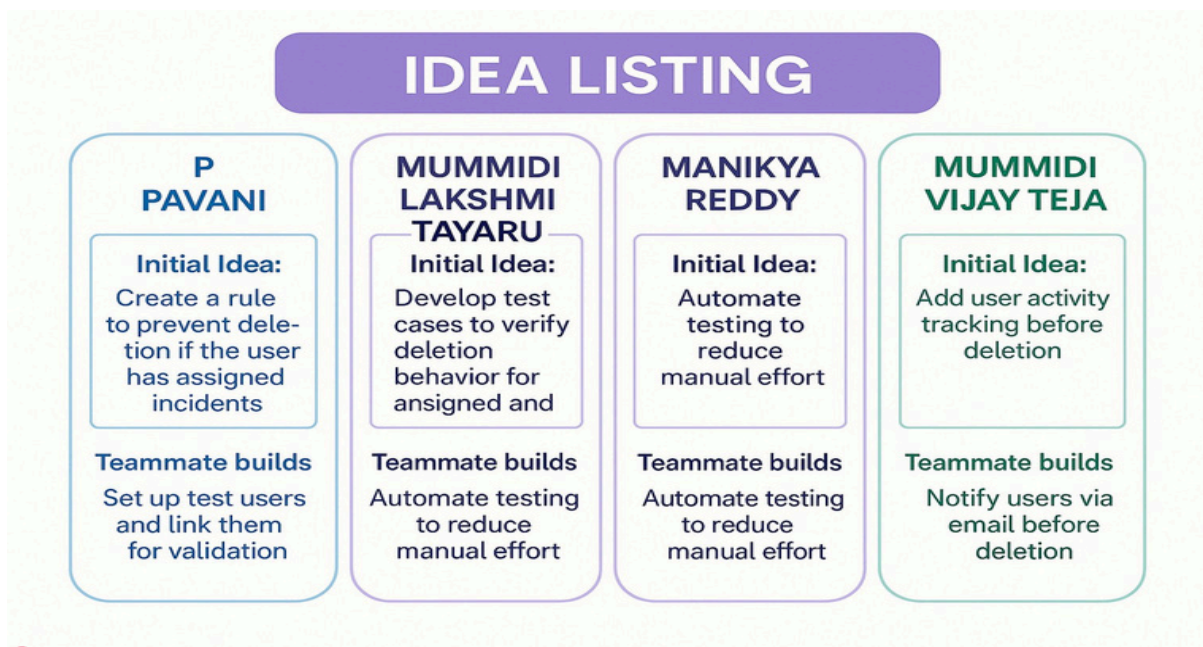 IDEA LISTING
P
PAVANI
Initial Idea:
Create a rule
to prevent dele-
tion if the user
has assigned
incidents
Teammate builds
Set up test users
and link them
for validation
MUMMIDI
LAKSHMI
TAYARU
Initial Idea:
Develop test
cases to verify
deletion
behavior for
ansigned and
Teammate builds
Automate testing
to reduce
manual effort
MANIKYA
REDDY
Initial Idea:
Automate
testing to
reduce
manual effort
Teammate builds
Automate testing
to reduce
manual effort
MUMMIDI
VIJAY TEJA
Initial Idea:
Add user activity
tracking before
deletion
Teammate builds
Notify users via
email before
deletion